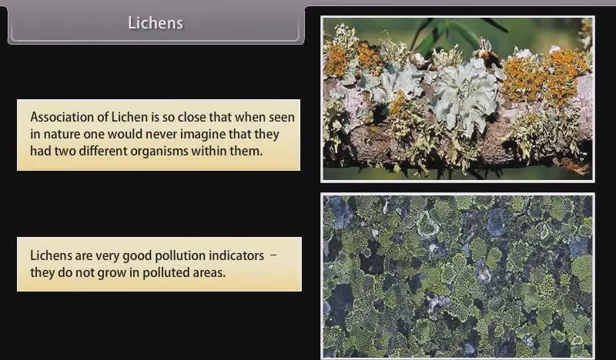 Lichens
Association of Lichen is so close that when seen
in nature one would never imagine that they
had two different organisms within them.
Lichens are very good pollution indicators –
they do not grow in polluted areas.